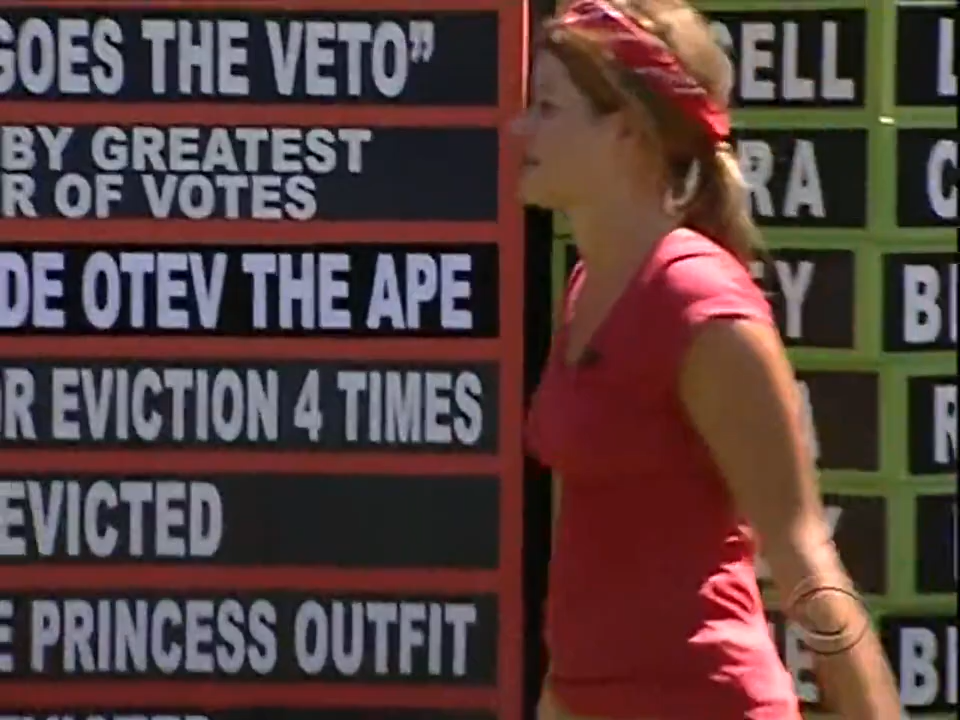 GOES THE VETO”
BY GREATEST
R OF VOTES
DE OTEV THE APE
OR EVICTION 4 TIMES
EVICTED
E PRINCESS OUTFIT
ELL
L
RA
C
Y
BI
R
BI